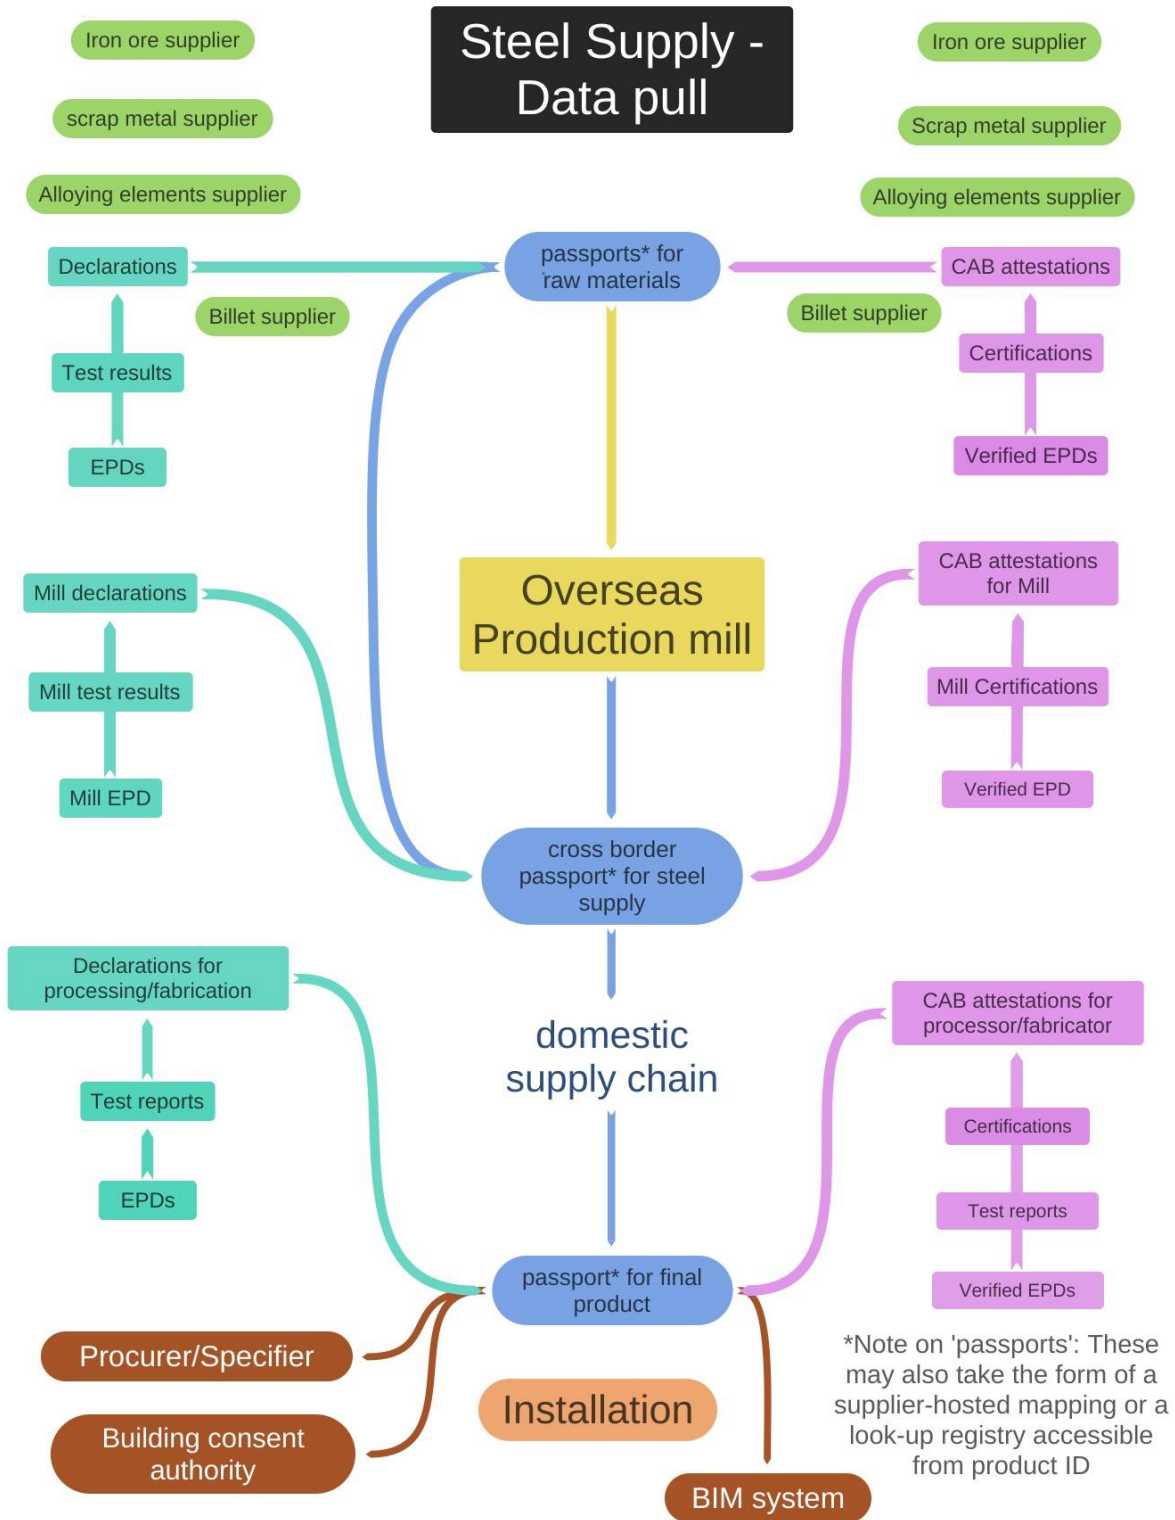 Steel Supply -
Data pull
Iron ore supplier
Iron ore supplier
scrap metal supplier
Scrap metal supplier
Alloying elements supplier
Alloying elements supplier
Declarations
passports* for
raw materials
CAB attestations
Billet supplier
Billet supplier
Test results
Certifications
EPDs
Verified EPDs
Mill declarations
Overseas
Production mill
CAB attestations
for Mill
Mill test results
Mill Certifications
Mill EPD
Verified EPD
cross border
passport* for steel
supply
Declarations for
processing/fabrication
domestic
supply chain
CAB attestations for
processor/fabricator
Test reports
Certifications
EPDs
Test reports
passport* for final
product
Verified EPDs
Procurer/Specifier
Installation
Building consent
authority
BIM system
*Note on 'passports': These
may also take the form of a
supplier-hosted mapping or a
look-up registry accessible
from product ID